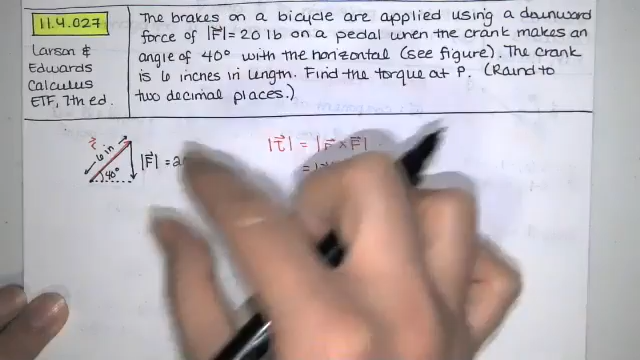 11.4.027
Larson &
Edwards
Calculus
ETF, 7th ed.
The brakes on a bicycle are applied using a downward
force of |F⃗| = 20 lb on a pedal when the crank makes an
angle of 40° with the horizontal (see figure). The crank
is 6 inches in length. Find the torque at P. (Round to
two decimal places.)
6 in
40°
|F⃗| =
|τ⃗| = |r⃗ × F⃗|
=